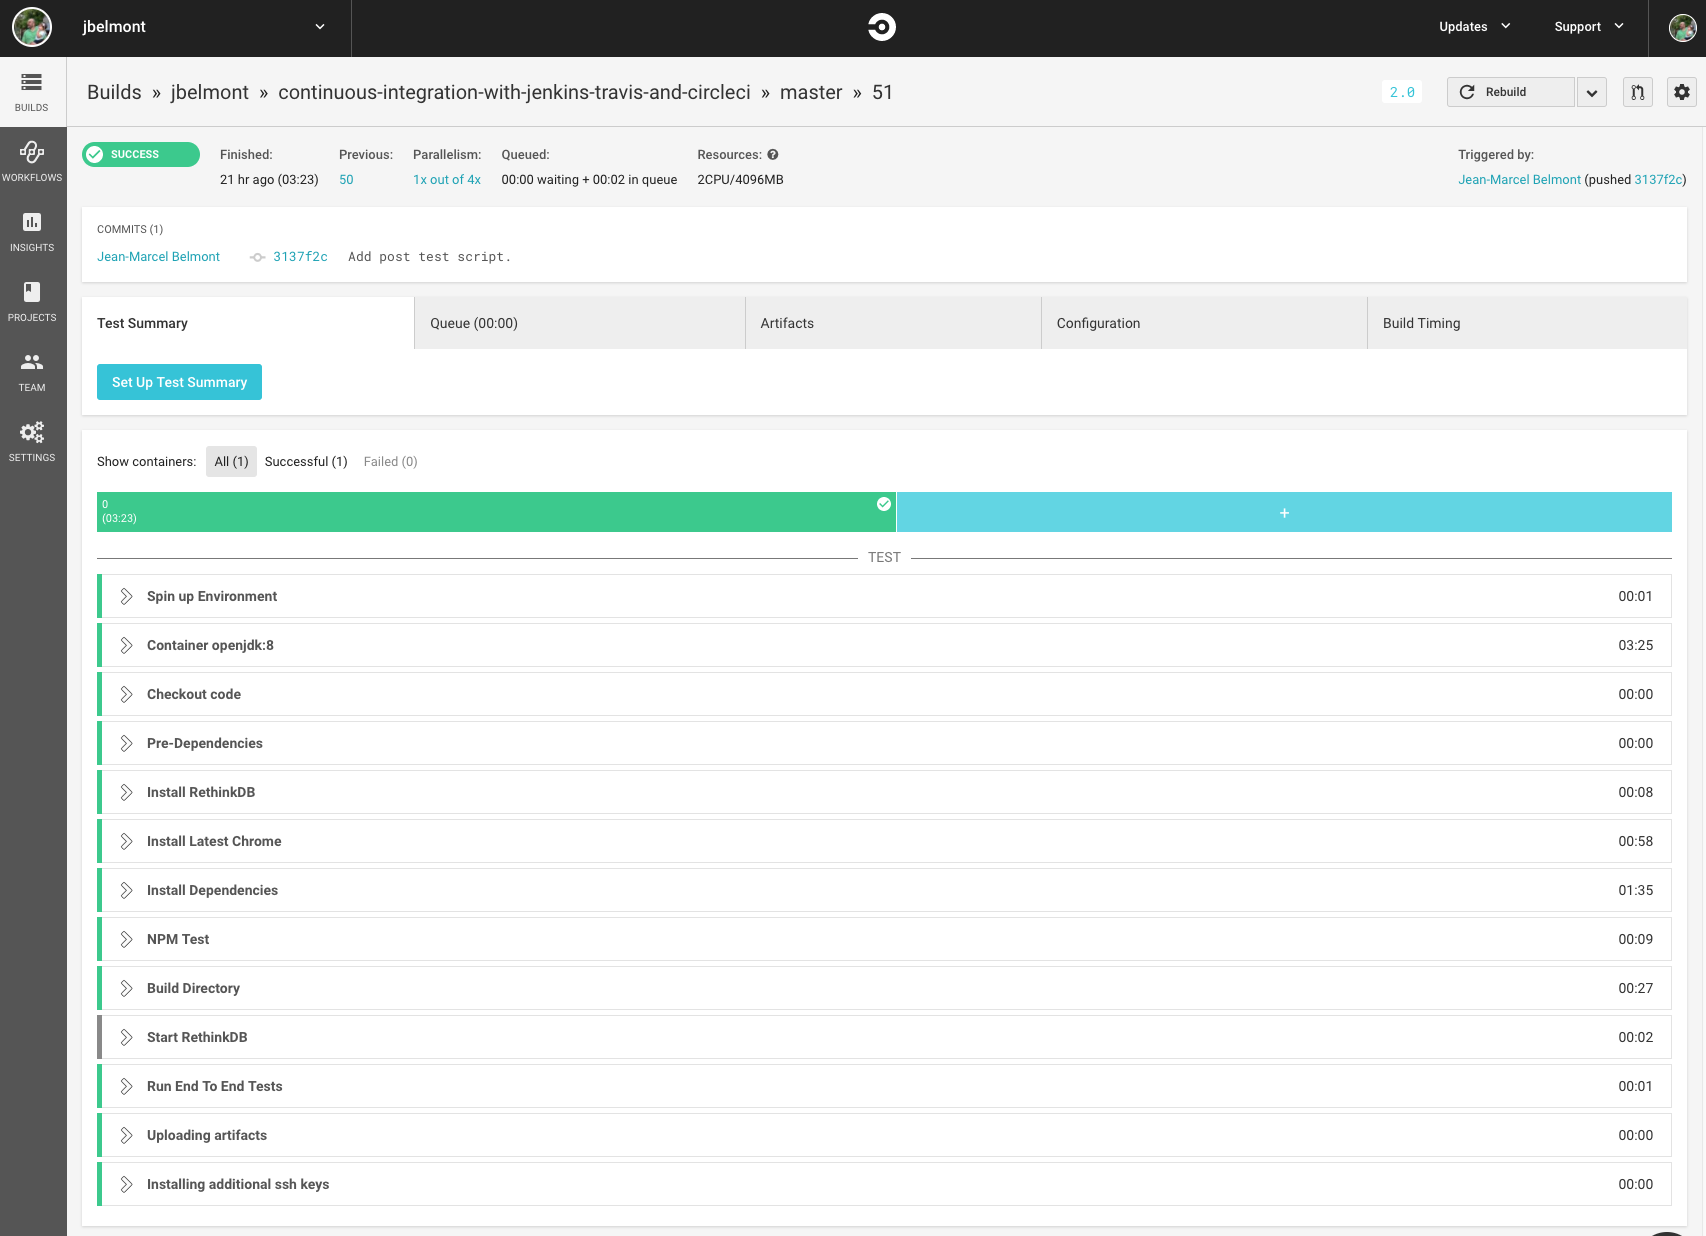 jbelmont
Updates
Support
BUILDS
WORKFLOWS
INSIGHTS
PROJECTS
TEAM
SETTINGS
Builds » jbelmont » continuous-integration-with-jenkins-travis-and-circleci » master » 51
2.0
Rebuild
SUCCESS
Finished: Previous: Parallelism: Queued: Resources: Triggered by:
21 hr ago (03:23) 50 1x out of 4x 00:00 waiting + 00:02 in queue 2CPU/4096MB Jean-Marcel Belmont (pushed 3137f2c)
COMMITS (1)
Jean-Marcel Belmont 3137f2c Add post test script.
Test Summary Queue (00:00) Artifacts Configuration Build Timing
Set Up Test Summary
Show containers: All (1) Successful (1) Failed (0)
0
(03:23)
+
TEST
Spin up Environment 00:01
Container openjdk:8 03:25
Checkout code 00:00
Pre-Dependencies 00:00
Install RethinkDB 00:08
Install Latest Chrome 00:58
Install Dependencies 01:35
NPM Test 00:09
Build Directory 00:27
Start RethinkDB 00:02
Run End To End Tests 00:01
Uploading artifacts 00:00
Installing additional ssh keys 00:00